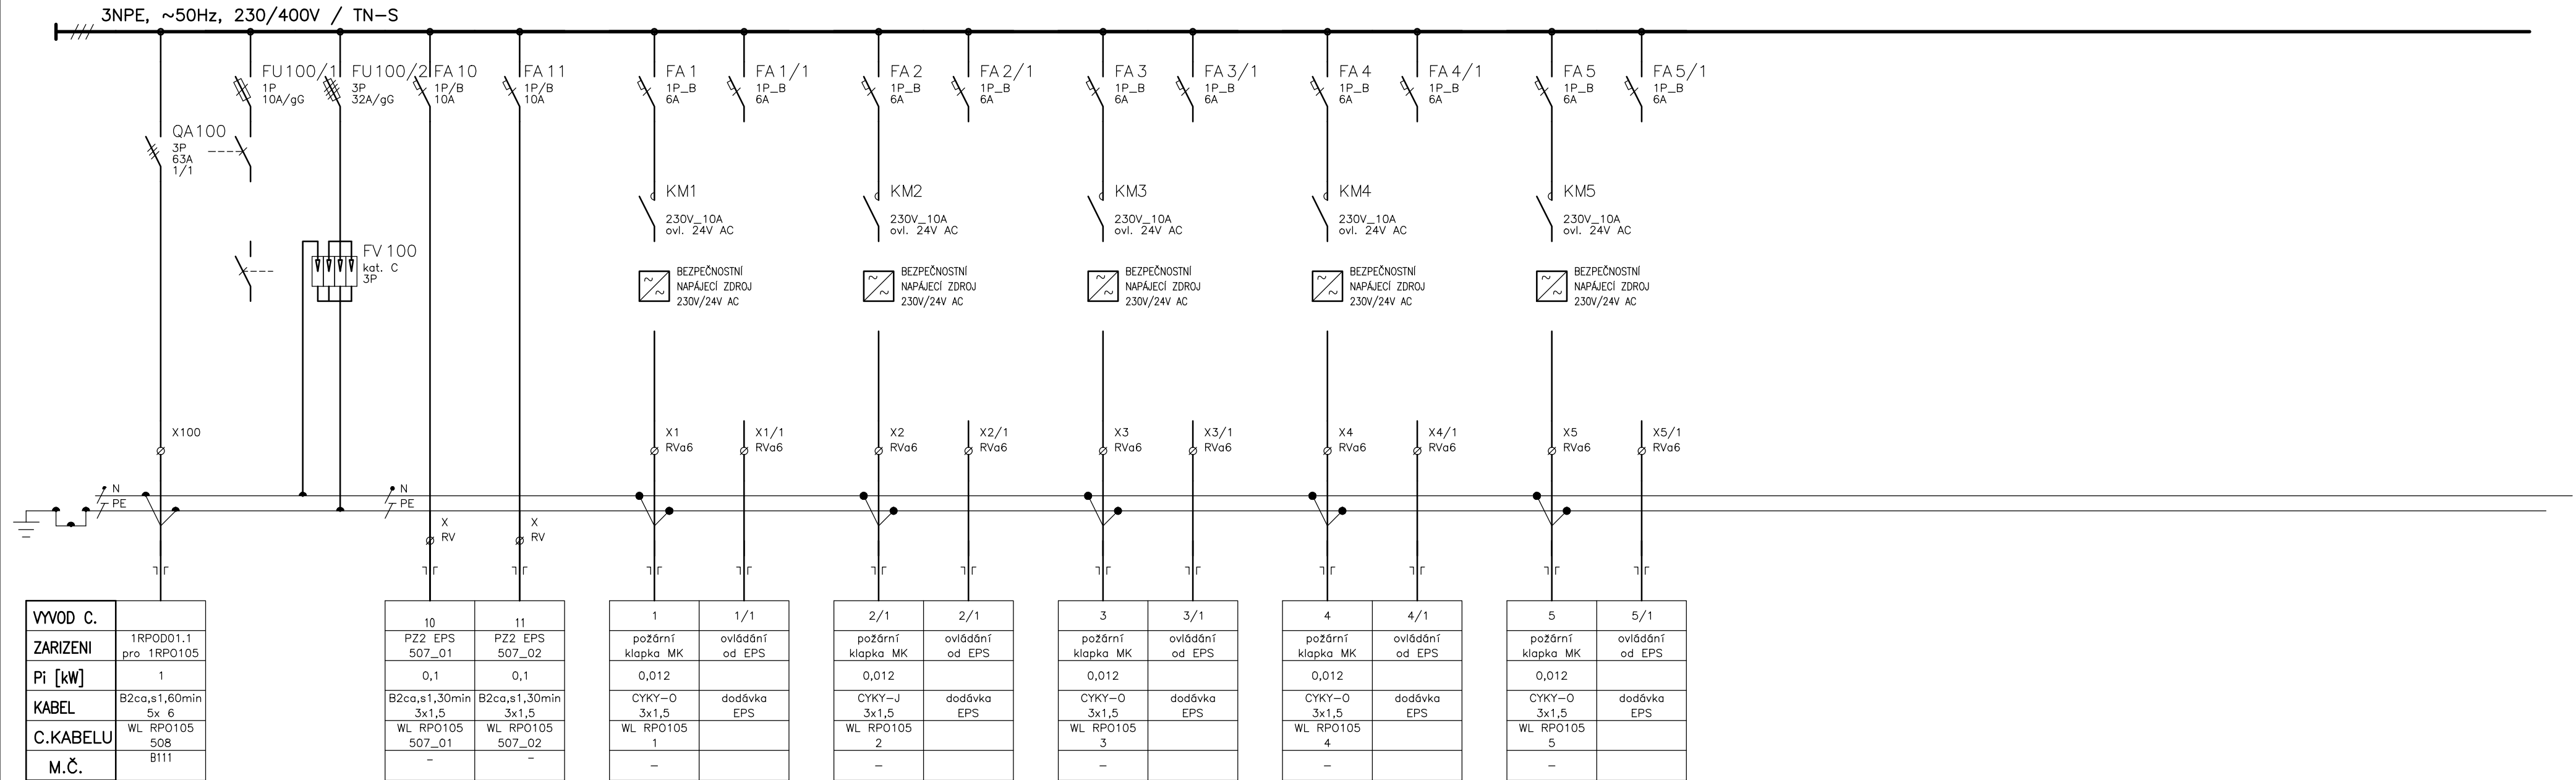 3NPE, ~50Hz, 230/400V / TN-S
FU100/1
1P
10A/gG
FU100/2
3P
32A/gG
FA10
1P/B
10A
FA11
1P/B
10A
FA1
1P_B
6A
FA1/1
1P_B
6A
FA2
1P_B
6A
FA2/1
1P_B
6A
FA3
1P_B
6A
FA3/1
1P_B
6A
FA4
1P_B
6A
FA4/1
1P_B
6A
FA5
1P_B
6A
FA5/1
1P_B
6A
QA100
3P
63A
1/1
KM1
230V_10A
ovl. 24V AC
KM2
230V_10A
ovl. 24V AC
KM3
230V_10A
ovl. 24V AC
KM4
230V_10A
ovl. 24V AC
KM5
230V_10A
ovl. 24V AC
FV100
kat. C
3P
BEZPEČNOSTNÍ
NAPÁJECÍ ZDROJ
230V/24V AC
BEZPEČNOSTNÍ
NAPÁJECÍ ZDROJ
230V/24V AC
BEZPEČNOSTNÍ
NAPÁJECÍ ZDROJ
230V/24V AC
BEZPEČNOSTNÍ
NAPÁJECÍ ZDROJ
230V/24V AC
BEZPEČNOSTNÍ
NAPÁJECÍ ZDROJ
230V/24V AC
X100
X1
RVa6
X1/1
RVa6
X2
RVa6
X2/1
RVa6
X3
RVa6
X3/1
RVa6
X4
RVa6
X4/1
RVa6
X5
RVa6
X5/1
RVa6
N
PE
N
PE
X
RV
X
RV
VYVOD C. 10 11 1 1/1 2/1 2/1 3 3/1 4 4/1 5 5/1
ZARIZENI
1RPOD01.1 PZ2 EPS PZ2 EPS požární ovládání požární ovládání požární ovládání požární ovládání požární ovládání
pro 1RPO105 507_01 507_02 klapka MK od EPS klapka MK od EPS klapka MK od EPS klapka MK od EPS klapka MK od EPS
Pi [kW] 1 0,1 0,1 0,012 0,012 0,012 0,012 0,012
KABEL
B2ca,s1,60min B2ca,s1,30min B2ca,s1,30min CYKY-O dodávka CYKY-J dodávka CYKY-O dodávka CYKY-O dodávka CYKY-O dodávka
5x 6 3x1,5 3x1,5 3x1,5 EPS 3x1,5 EPS 3x1,5 EPS 3x1,5 EPS 3x1,5 EPS
C.KABELU
WL RPO105 WL RPO105 WL RPO105 WL RPO105 WL RPO105 WL RPO105 WL RPO105 WL RPO105
508 507_01 507_02 1 2 3 4 5
M.Č. B111 - - - - - - -